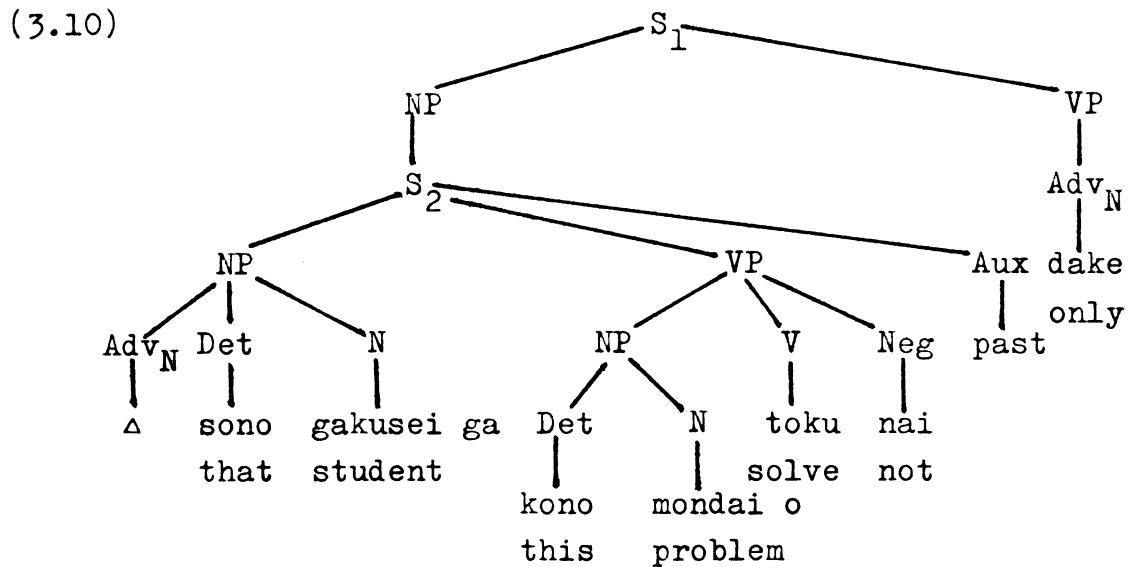 (3.10) S1
NP VP
S2 AdvN
NP VP Aux dake
only
AdvN Det N NP V Neg past
△ sono gakusei ga Det N toku nai
that student solve not
kono mondai o
this problem